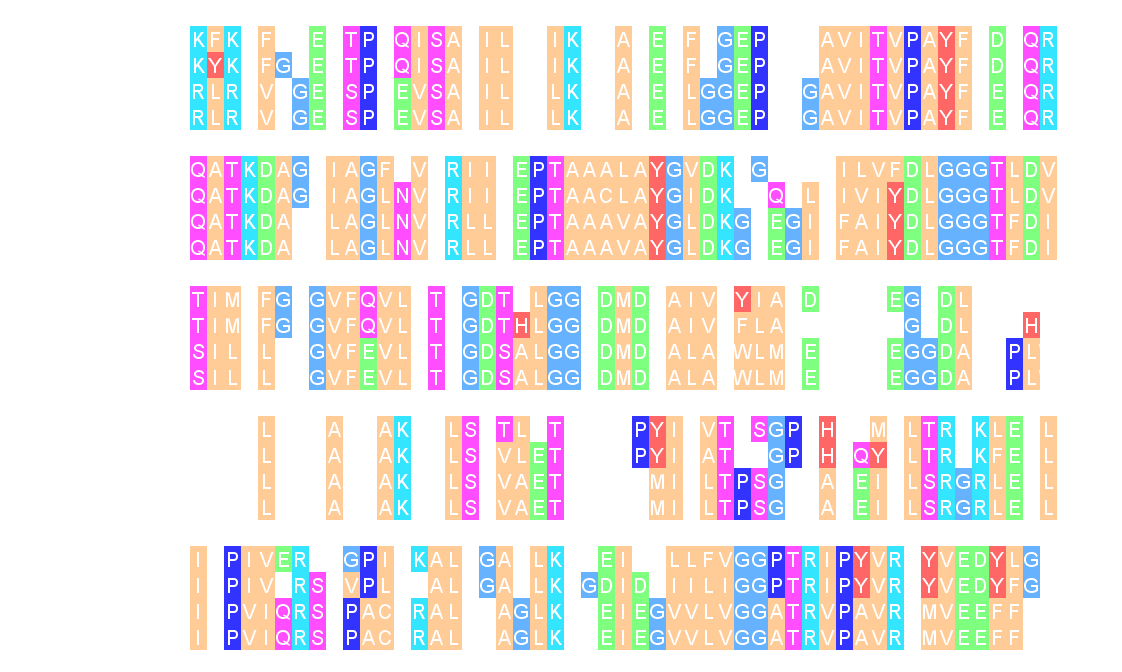 KFK F E TP QISA IL IK A E F GEP AVITVPAYF D QR
KYK FG E TP QISA IL IK A E F GEP AVITVPAYF D QR
RLR V GE SP EVSA IL LK A E LGGEP GAVITVPAYF E QR
RLR V GE SP EVSA IL LK A E LGGEP GAVITVPAYF E QR
QATKDAG IAGF V RII EPTAAALAYGVDK G ILVFDLGGGTLDV
QATKDAG IAGLNV RII EPTAACLAYGIDK Q L IVIYDLGGGTLDV
QATKDA LAGLNV RLL EPTAAAVAYGLDKG EGI FAIYDLGGGTFDI
QATKDA LAGLNV RLL EPTAAAVAYGLDKG EGI FAIYDLGGGTFDI
TIM FG GVFQVL T GDT LGG DMD AIV YIA D EG DL
TIM FG GVFQVL T GDTHLGG DMD AIV FLA G DL H
SIL L GVFEVL T GDSALGG DMD ALA WLM E EGGDA PL
SIL L GVFEVL T GDSALGG DMD ALA WLM E EGGDA PL
L A AK LS TL T PYI VT SGP H M LTR KLE L
L A AK LS VLET PYI AT GP H QY LTR KFE L
L A AK LS VAET MI LTPSG A EI LSRGRLE L
L A AK LS VAET MI LTPSG A EI LSRGRLE L
I PIVER GPI KAL GA LK EI LLFVGGPTRIPYVR YVEDYLG
I PIV RS VPL AL GA LK GDID IILIGGPTRIPYVR YVEDYFG
I PVIQRS PAC RAL AGLK EIEGVVLVGGATRVPAVR MVEEFF
I PVIQRS PAC RAL AGLK EIEGVVLVGGATRVPAVR MVEEFF